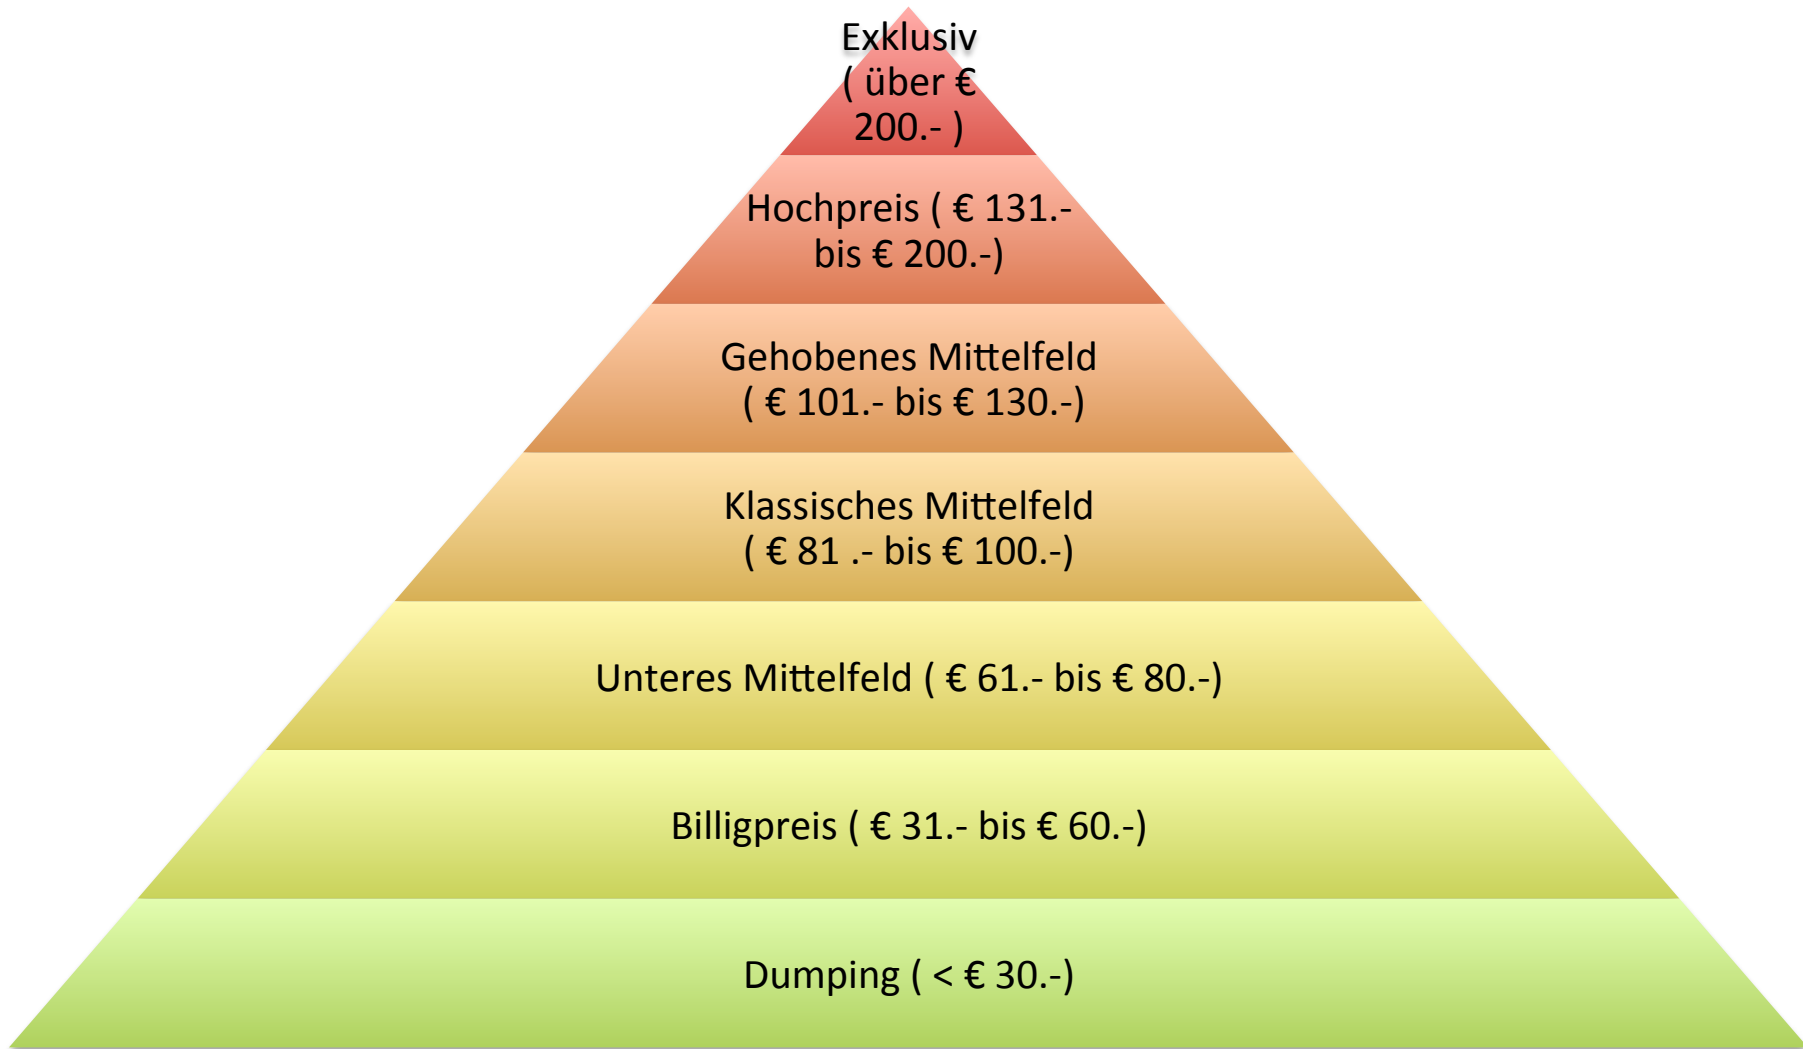 Exklusiv
( über €
200.- )
Hochpreis ( € 131.-
bis € 200.-)
Gehobenes Mittelfeld
( € 101.- bis € 130.-)
Klassisches Mittelfeld
( € 81 .- bis € 100.-)
Unteres Mittelfeld ( € 61.- bis € 80.-)
Billigpreis ( € 31.- bis € 60.-)
Dumping ( < € 30.-)